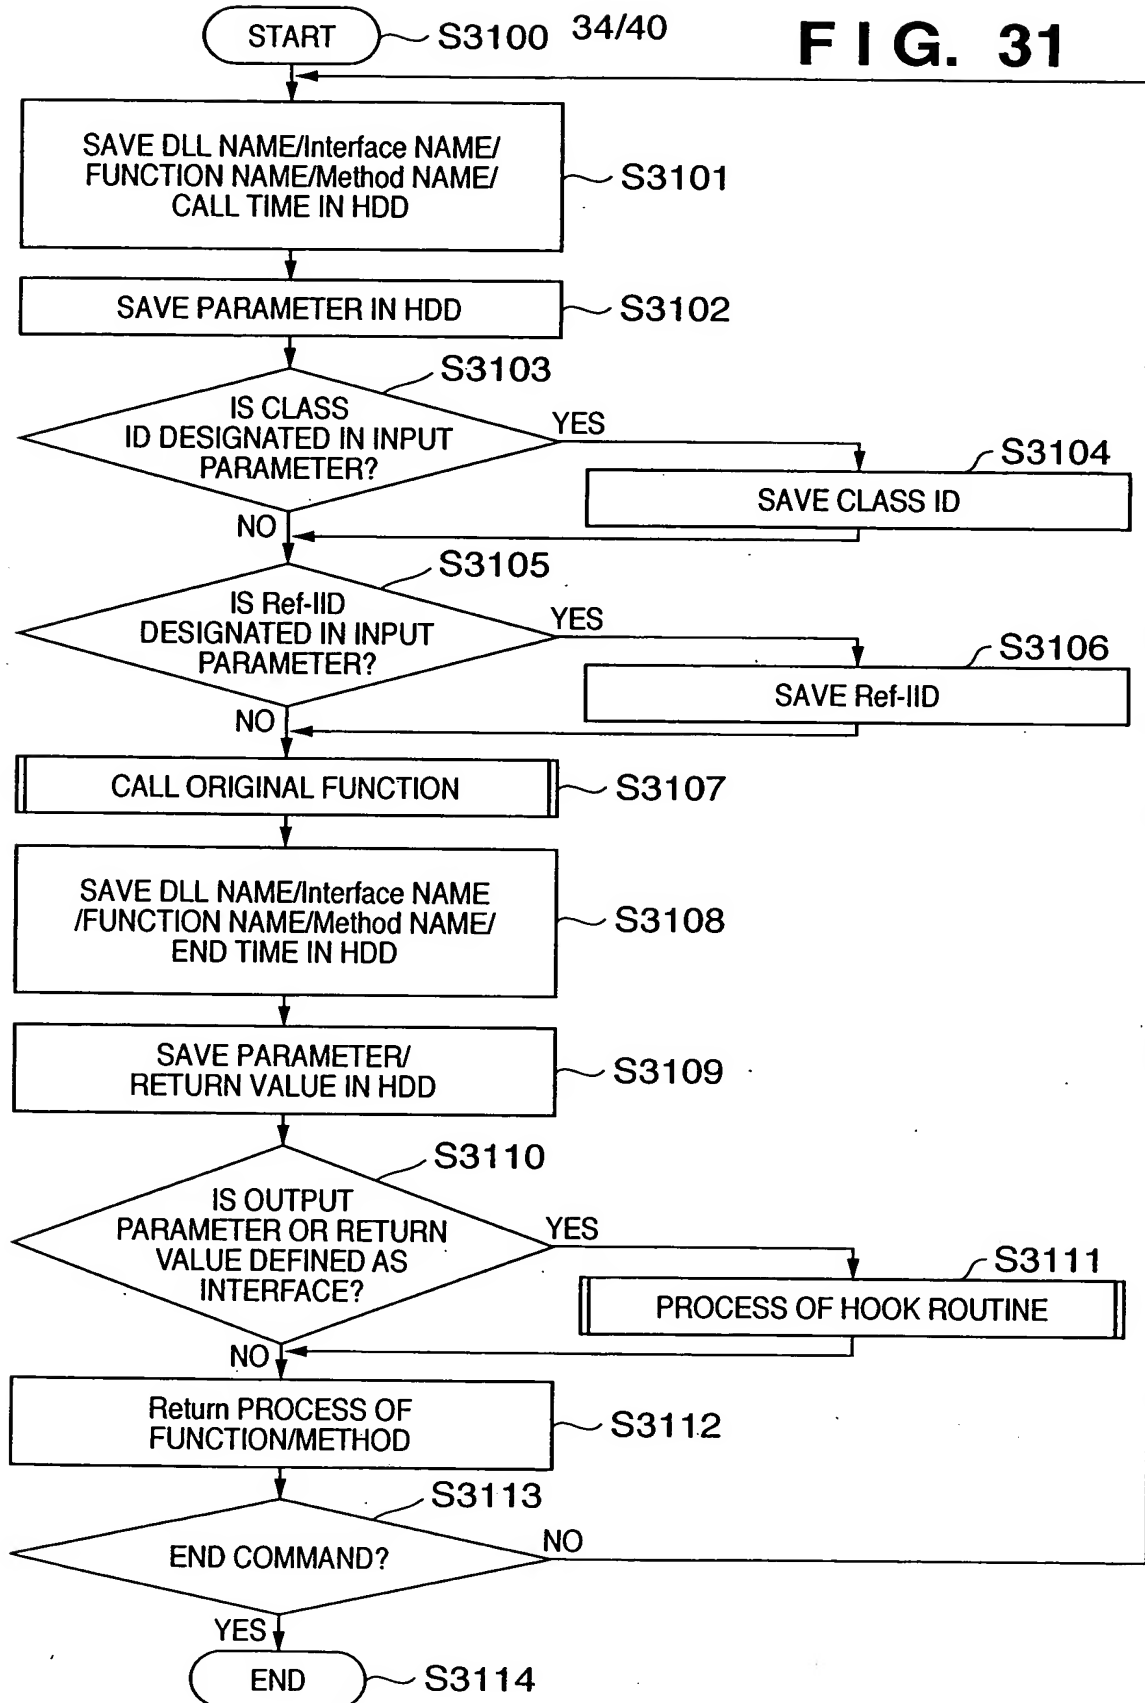 START
S3100
34/40
FIG. 31
SAVE DLL NAME/Interface NAME/
FUNCTION NAME/Method NAME/
CALL TIME IN HDD
S3101
SAVE PARAMETER IN HDD
S3102
S3103
IS CLASS
ID DESIGNATED IN INPUT
PARAMETER?
YES
S3104
SAVE CLASS ID
NO
S3105
IS Ref-IID
DESIGNATED IN INPUT
PARAMETER?
YES
S3106
SAVE Ref-IID
NO
CALL ORIGINAL FUNCTION
S3107
SAVE DLL NAME/Interface NAME
/FUNCTION NAME/Method NAME/
END TIME IN HDD
S3108
SAVE PARAMETER/
RETURN VALUE IN HDD
S3109
S3110
IS OUTPUT
PARAMETER OR RETURN
VALUE DEFINED AS
INTERFACE?
YES
S3111
PROCESS OF HOOK ROUTINE
NO
Return PROCESS OF
FUNCTION/METHOD
S3112
S3113
END COMMAND?
NO
YES
END
S3114